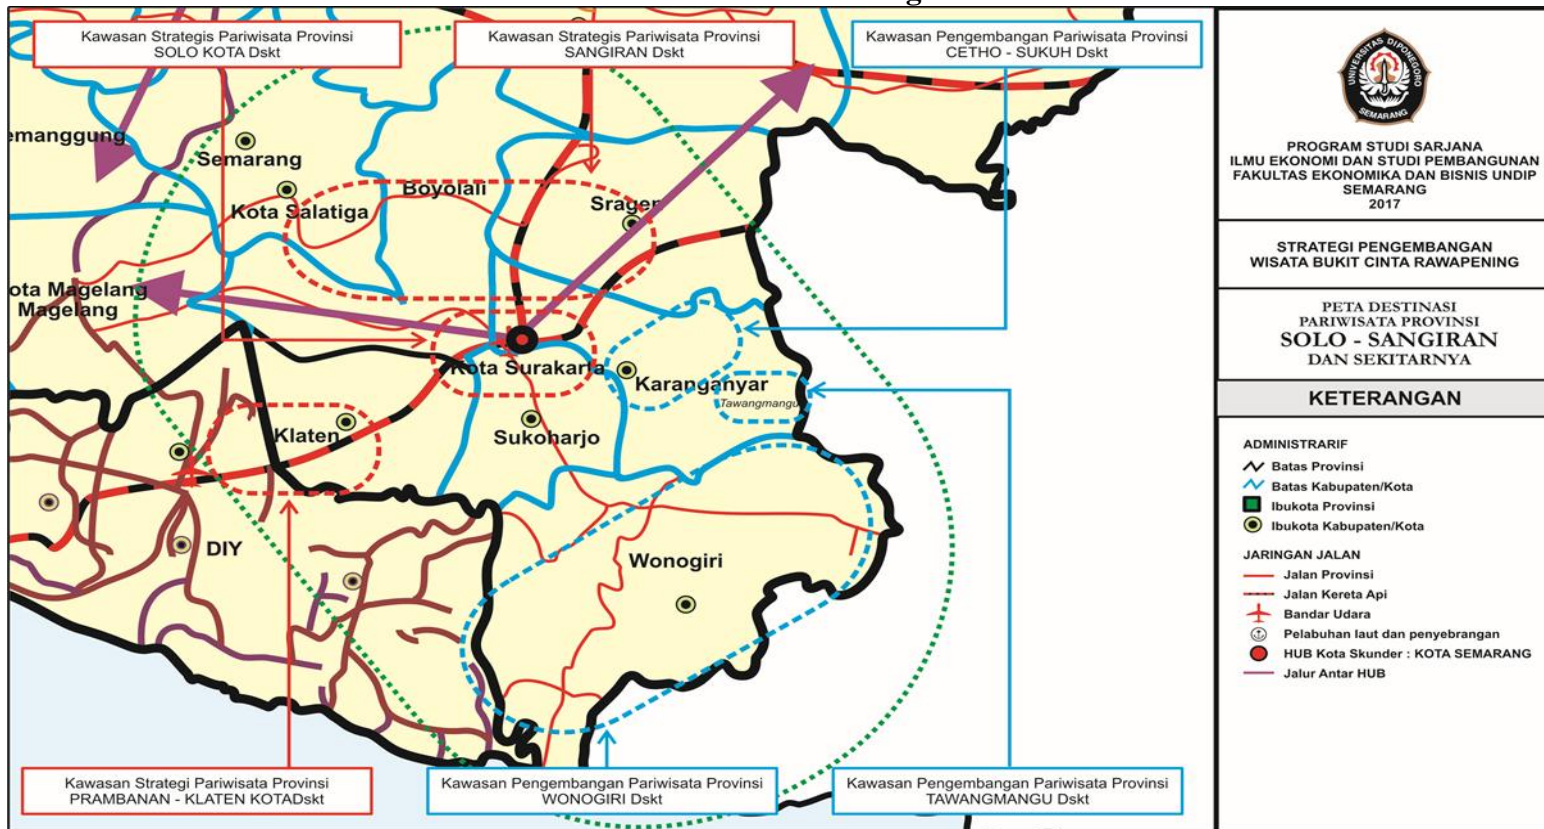 Kawasan Strategis Pariwisata Provinsi
SOLO KOTA Dskt
Kawasan Strategis Pariwisata Provinsi
SANGIRAN Dskt
Kawasan Pengembangan Pariwisata Provinsi
CETHO - SUKUH Dskt
emanggung
Semarang
Kota Salatiga
Boyolali
Sragen
ota Magelang
Magelang
Kota Surakarta
Karanganyar
Tawangmangu
Klaten
Sukoharjo
DIY
Wonogiri
Kawasan Strategi Pariwisata Provinsi
PRAMBANAN - KLATEN KOTADskt
Kawasan Pengembangan Pariwisata Provinsi
WONOGIRI Dskt
Kawasan Pengembangan Pariwisata Provinsi
TAWANGMANGU Dskt
UNIVERSITAS DIPONEGORO
SEMARANG
PROGRAM STUDI SARJANA
ILMU EKONOMI DAN STUDI PEMBANGUNAN
FAKULTAS EKONOMIKA DAN BISNIS UNDIP
SEMARANG
2017
STRATEGI PENGEMBANGAN
WISATA BUKIT CINTA RAWAPENING
PETA DESTINASI
PARIWISATA PROVINSI
SOLO - SANGIRAN
DAN SEKITARNYA
KETERANGAN
ADMINISTRARIF
Batas Provinsi
Batas Kabupaten/Kota
Ibukota Provinsi
Ibukota Kabupaten/Kota
JARINGAN JALAN
Jalan Provinsi
Jalan Kereta Api
Bandar Udara
Pelabuhan laut dan penyebrangan
HUB Kota Skunder : KOTA SEMARANG
Jalur Antar HUB